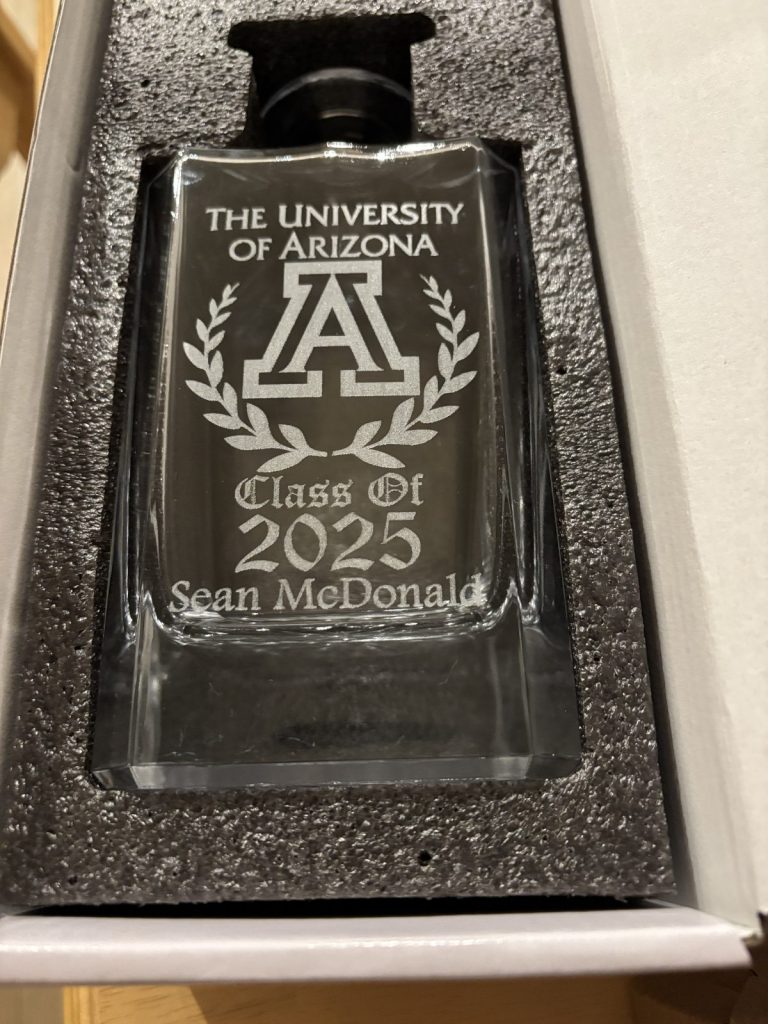 THE UNIVERSITY
OF ARIZONA
A
Class Of
2025
Sean McDonald